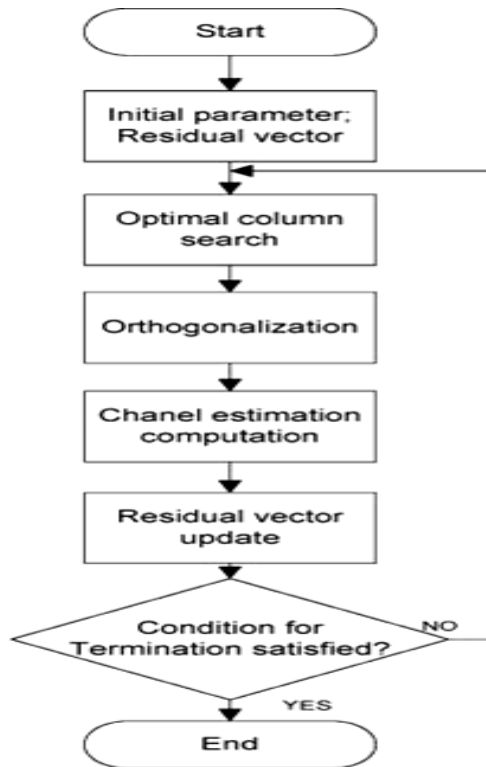 Start
Initial parameter;
Residual vector
Optimal column
search
Orthogonalization
Chanel estimation
computation
Residual vector
update
Condition for
Termination satisfied?
NO
YES
End